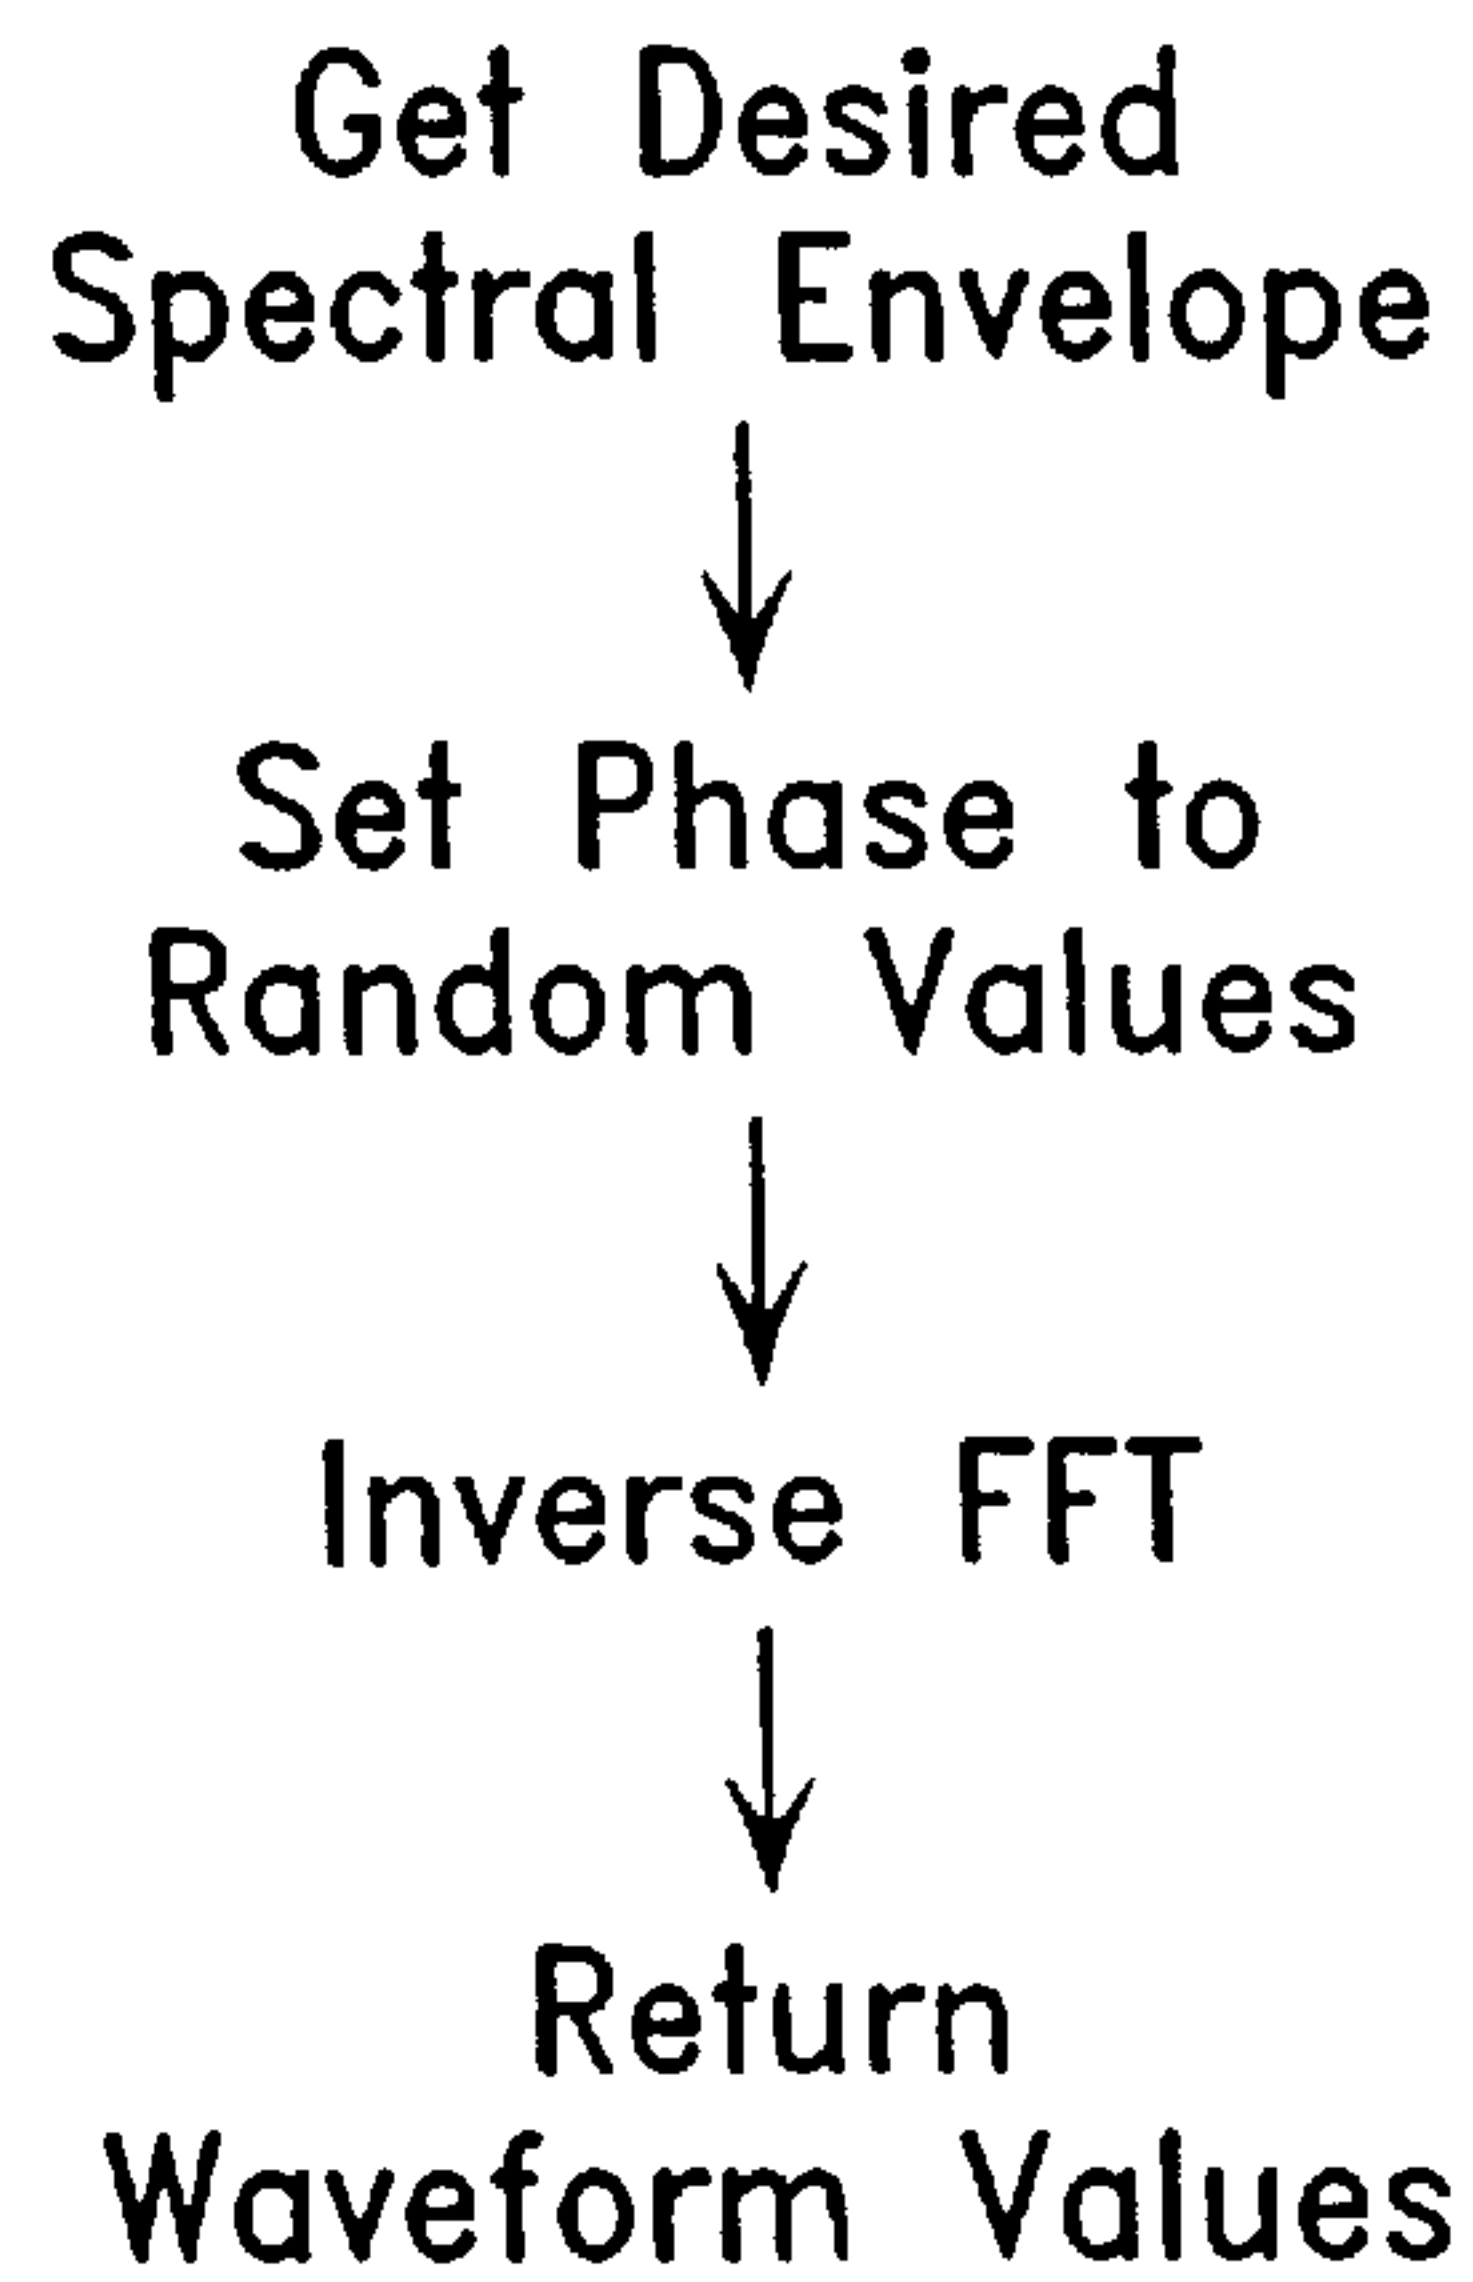 Get Desired
Spectral Envelope
Set Phase to
Random Values
Inverse FFT
Return
Waveform Values